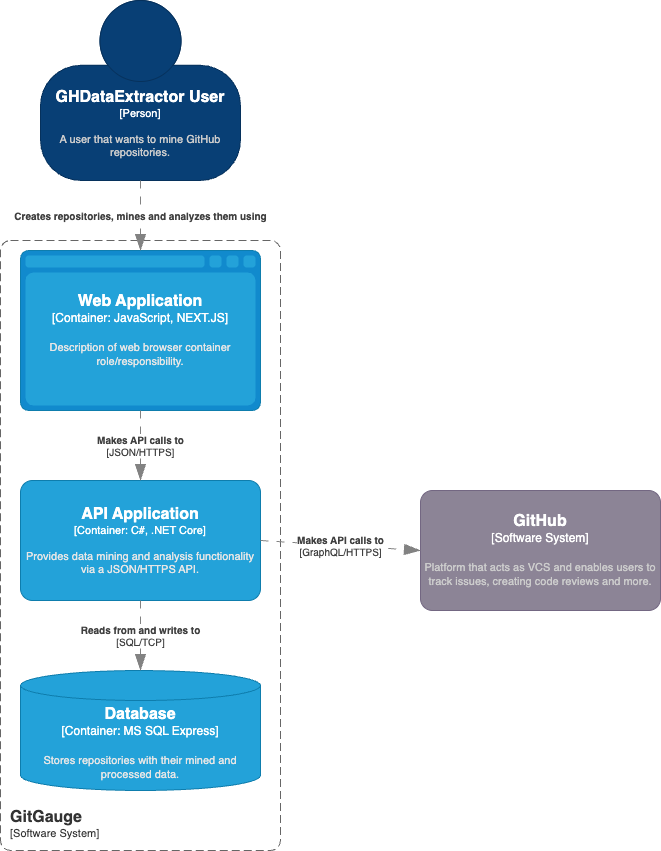 GHDataExtractor User
[Person]
A user that wants to mine GitHub
repositories.
Creates repositories, mines and analyzes them using
Web Application
[Container: JavaScript, NEXT.JS]
Description of web browser container
role/responsibility.
Makes API calls to
[JSON/HTTPS]
API Application
[Container: C#, .NET Core]
Provides data mining and analysis functionality
via a JSON/HTTPS API.
Makes API calls to
[GraphQL/HTTPS]
GitHub
[Software System]
Platform that acts as VCS and enables users to
track issues, creating code reviews and more.
Reads from and writes to
[SQL/TCP]
Database
[Container: MS SQL Express]
Stores repositories with their mined and
processed data.
GitGauge
[Software System]